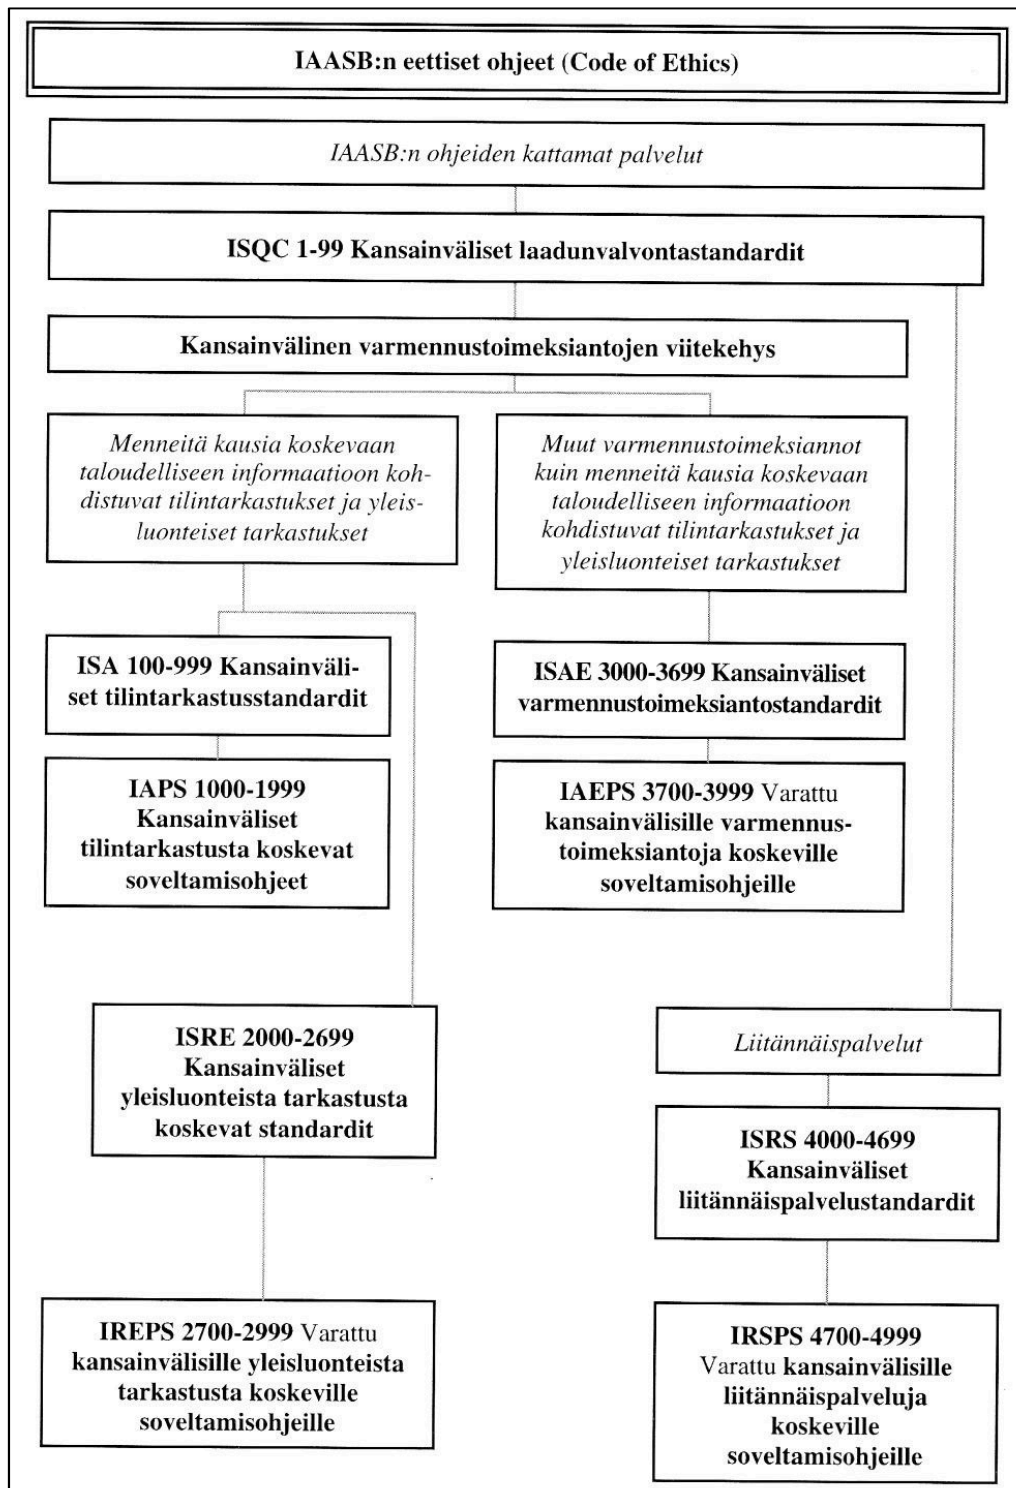 IAASB:n eettiset ohjeet (Code of Ethics)
IAASB:n ohjeiden kattamat palvelut
ISQC 1-99 Kansainväliset laadunvalvontastandardit
Kansainvälinen varmennustoimeksiantojen viitekehys
Menneitä kausia koskevaan
taloudelliseen informaatioon koh-
distuvat tilintarkastukset ja yleis-
luonteiset tarkastukset
Muut varmennustoimeksiannot
kuin menneitä kausia koskevaan
taloudelliseen informaatioon
kohdistuvat tilintarkastukset ja
yleisluonteiset tarkastukset
ISA 100-999 Kansainväli-
set tilintarkastusstandardit
ISAE 3000-3699 Kansainväliset
varmennustoimeksiantostandardit
IAPS 1000-1999
Kansainväliset
tilintarkastusta koskevat
soveltamisohjeet
IAEPS 3700-3999 Varattu
kansainvälisille varmennus-
toimeksiantoja koskeville
soveltamisohjeille
ISRE 2000-2699
Kansainväliset
yleisluonteista tarkastusta
koskevat standardit
Liitännäispalvelut
ISRS 4000-4699
Kansainväliset
liitännäispalvelustandardit
IREPS 2700-2999 Varattu
kansainvälisille yleisluonteista
tarkastusta koskeville
soveltamisohjeille
IRSPS 4700-4999
Varattu kansainvälisille
liitännäispalveluja
koskeville
soveltamisohjeille